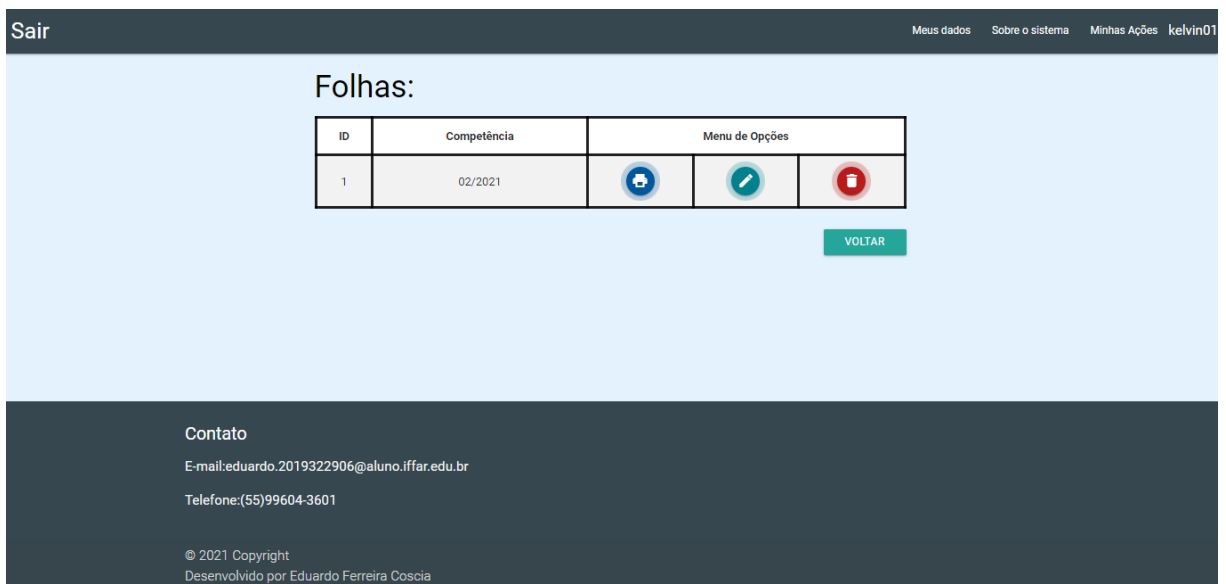 Sair
Meus dados Sobre o sistema Minhas Ações kelvin01
Folhas:
ID Competência Menu de Opções
1 02/2021
VOLTAR
Contato
E-mail:eduardo.2019322906@aluno.iffar.edu.br
Telefone:(55)99604-3601
© 2021 Copyright
Desenvolvido por Eduardo Ferreira Coscia